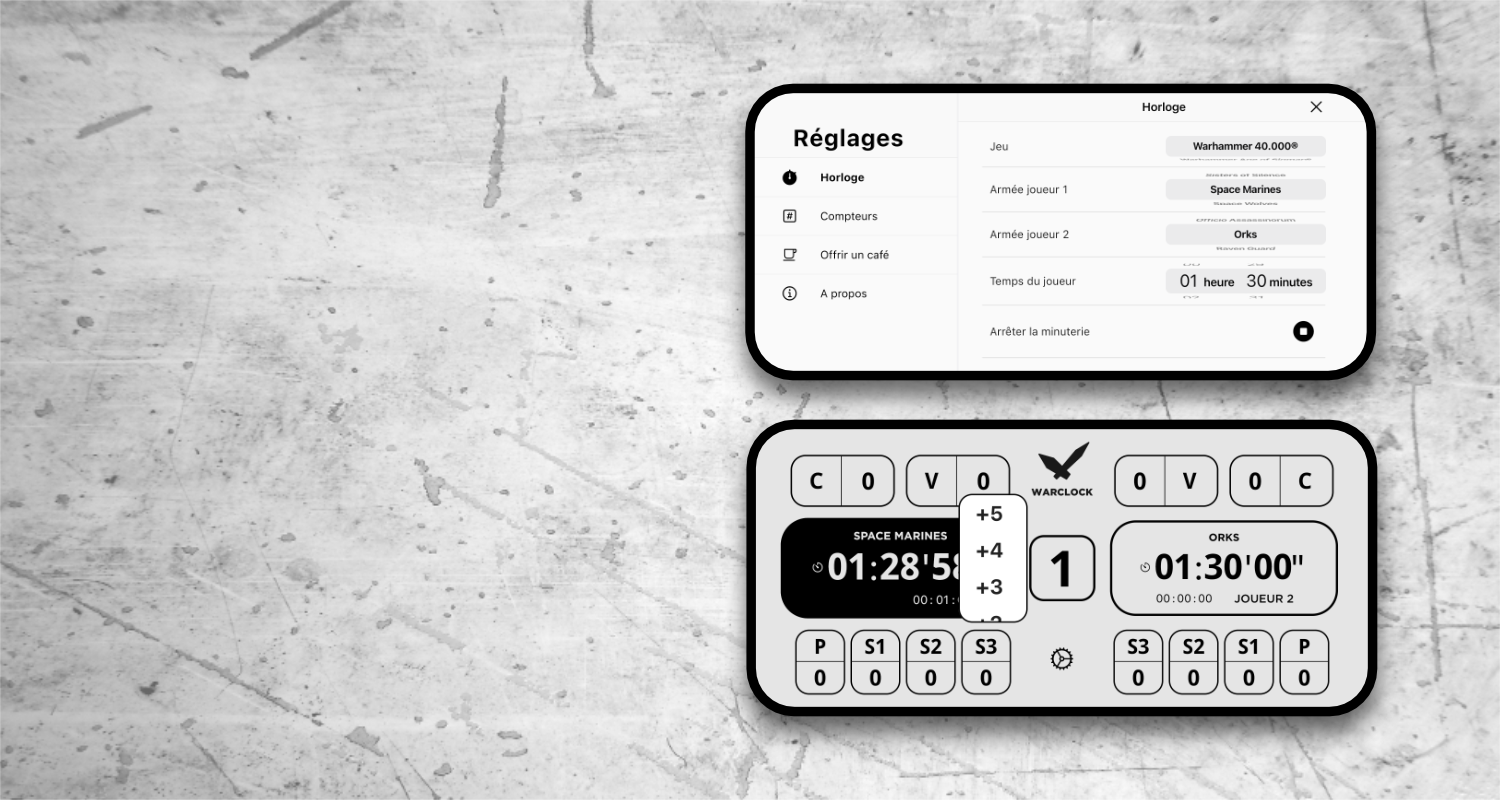 Horloge
Réglages
Horloge
Compteurs
Offrir un café
A propos
Jeu
Warhammer 40.000®
Armée joueur 1
Sisters of Silence
Space Marines
Space Wolves
Armée joueur 2
Officio Assassinorum
Orks
Raven Guard
Temps du joueur
01 heure 30 minutes
Arrêter la minuterie
C 0 V 0
WARCLOCK
0 V 0 C
+5
+4
+3
SPACE MARINES
01:28'58
00:01:
1
ORKS
01:30'00"
00:00:00 JOUEUR 2
P S1 S2 S3
0 0 0 0
S3 S2 S1 P
0 0 0 0